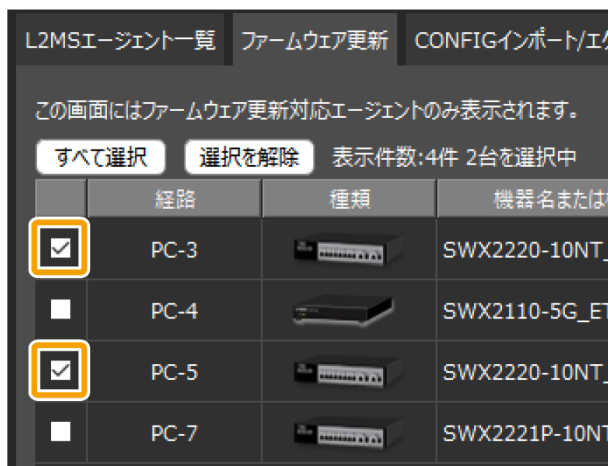 L2MSエージェント一覧 ファームウェア更新 CONFIGインポート/エク
この画面にはファームウェア更新対応エージェントのみ表示されます。
すべて選択 選択を解除 表示件数:4件 2台を選択中
経路 種類 機器名または
PC-3 SWX2220-10NT_
PC-4 SWX2110-5G_ET
PC-5 SWX2220-10NT_
PC-7 SWX2221P-10NT